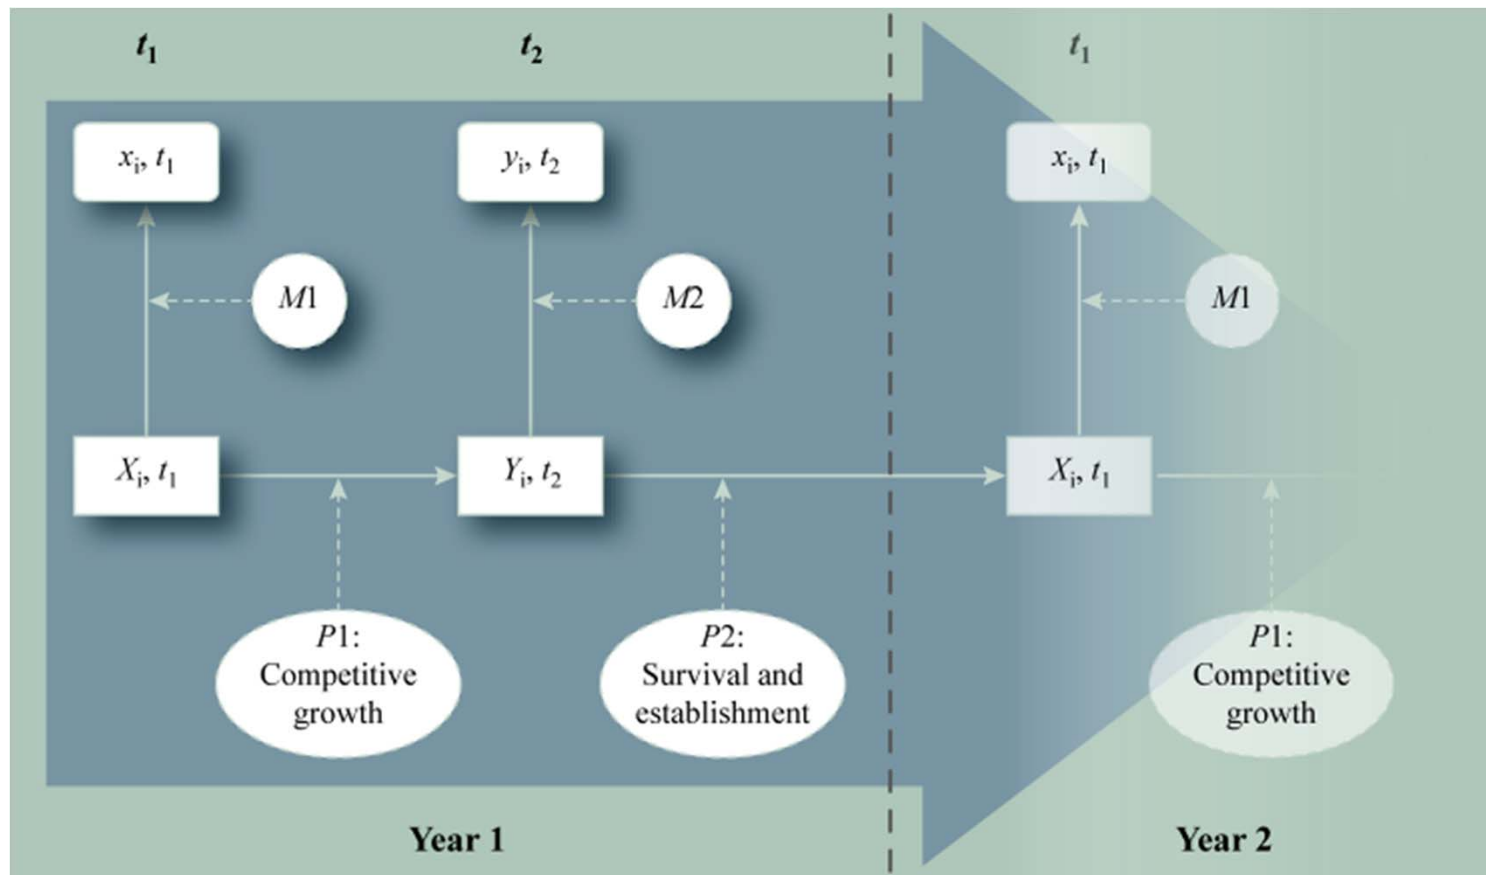 t₁ t₂ t₁
xᵢ, t₁ yᵢ, t₂ xᵢ, t₁
M1 M2 M1
Xᵢ, t₁ Yᵢ, t₂ Xᵢ, t₁
P1:
Competitive
growth
P2:
Survival and
establishment
P1:
Competitive
growth
Year 1 Year 2